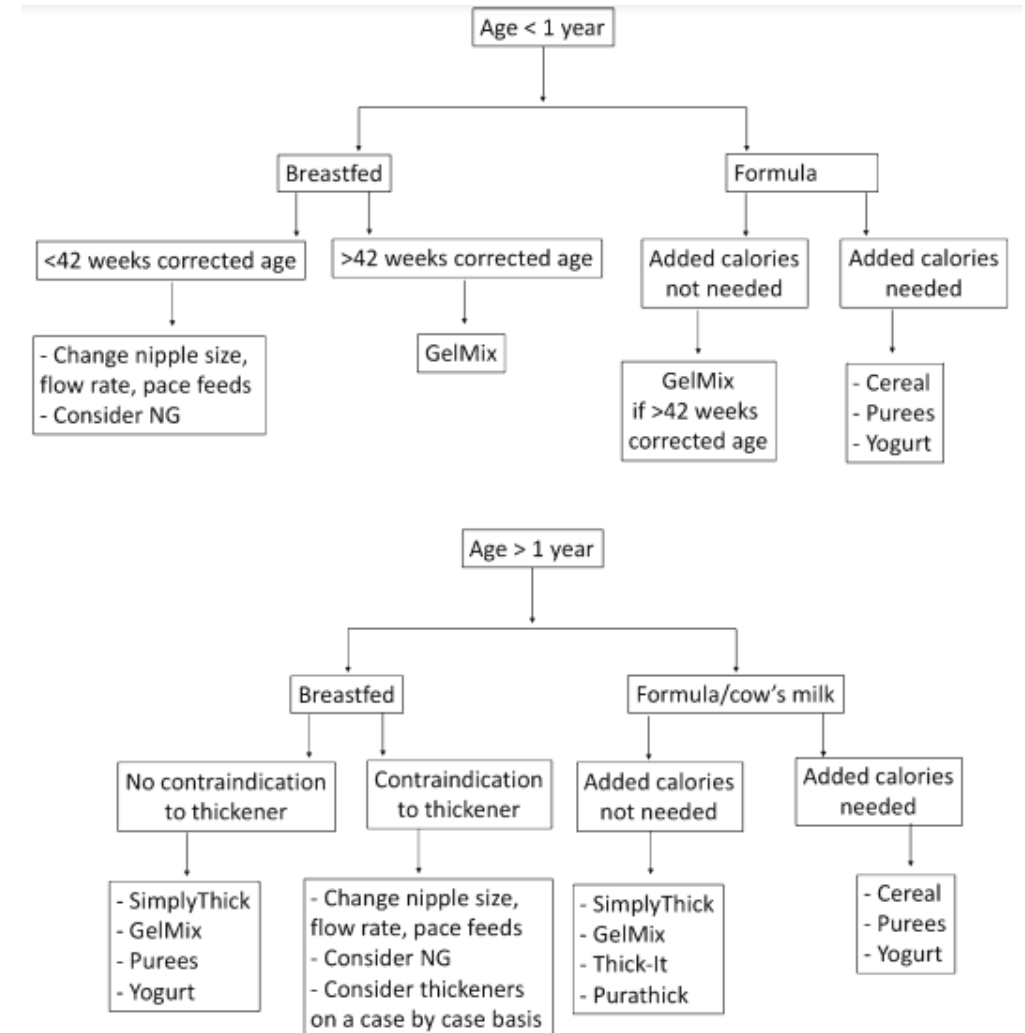 Age < 1 year
Breastfed
Formula
<42 weeks corrected age
>42 weeks corrected age
Added calories
not needed
Added calories
needed
- Change nipple size,
flow rate, pace feeds
- Consider NG
GelMix
GelMix
if >42 weeks
corrected age
- Cereal
- Purees
- Yogurt
Age > 1 year
Breastfed
Formula/cow's milk
No contraindication
to thickener
Contraindication
to thickener
Added calories
not needed
Added calories
needed
- SimplyThick
- GelMix
- Purees
- Yogurt
- Change nipple size,
flow rate, pace feeds
- Consider NG
- Consider thickeners
on a case by case basis
- SimplyThick
- GelMix
- Thick-It
- Purathick
- Cereal
- Purees
- Yogurt